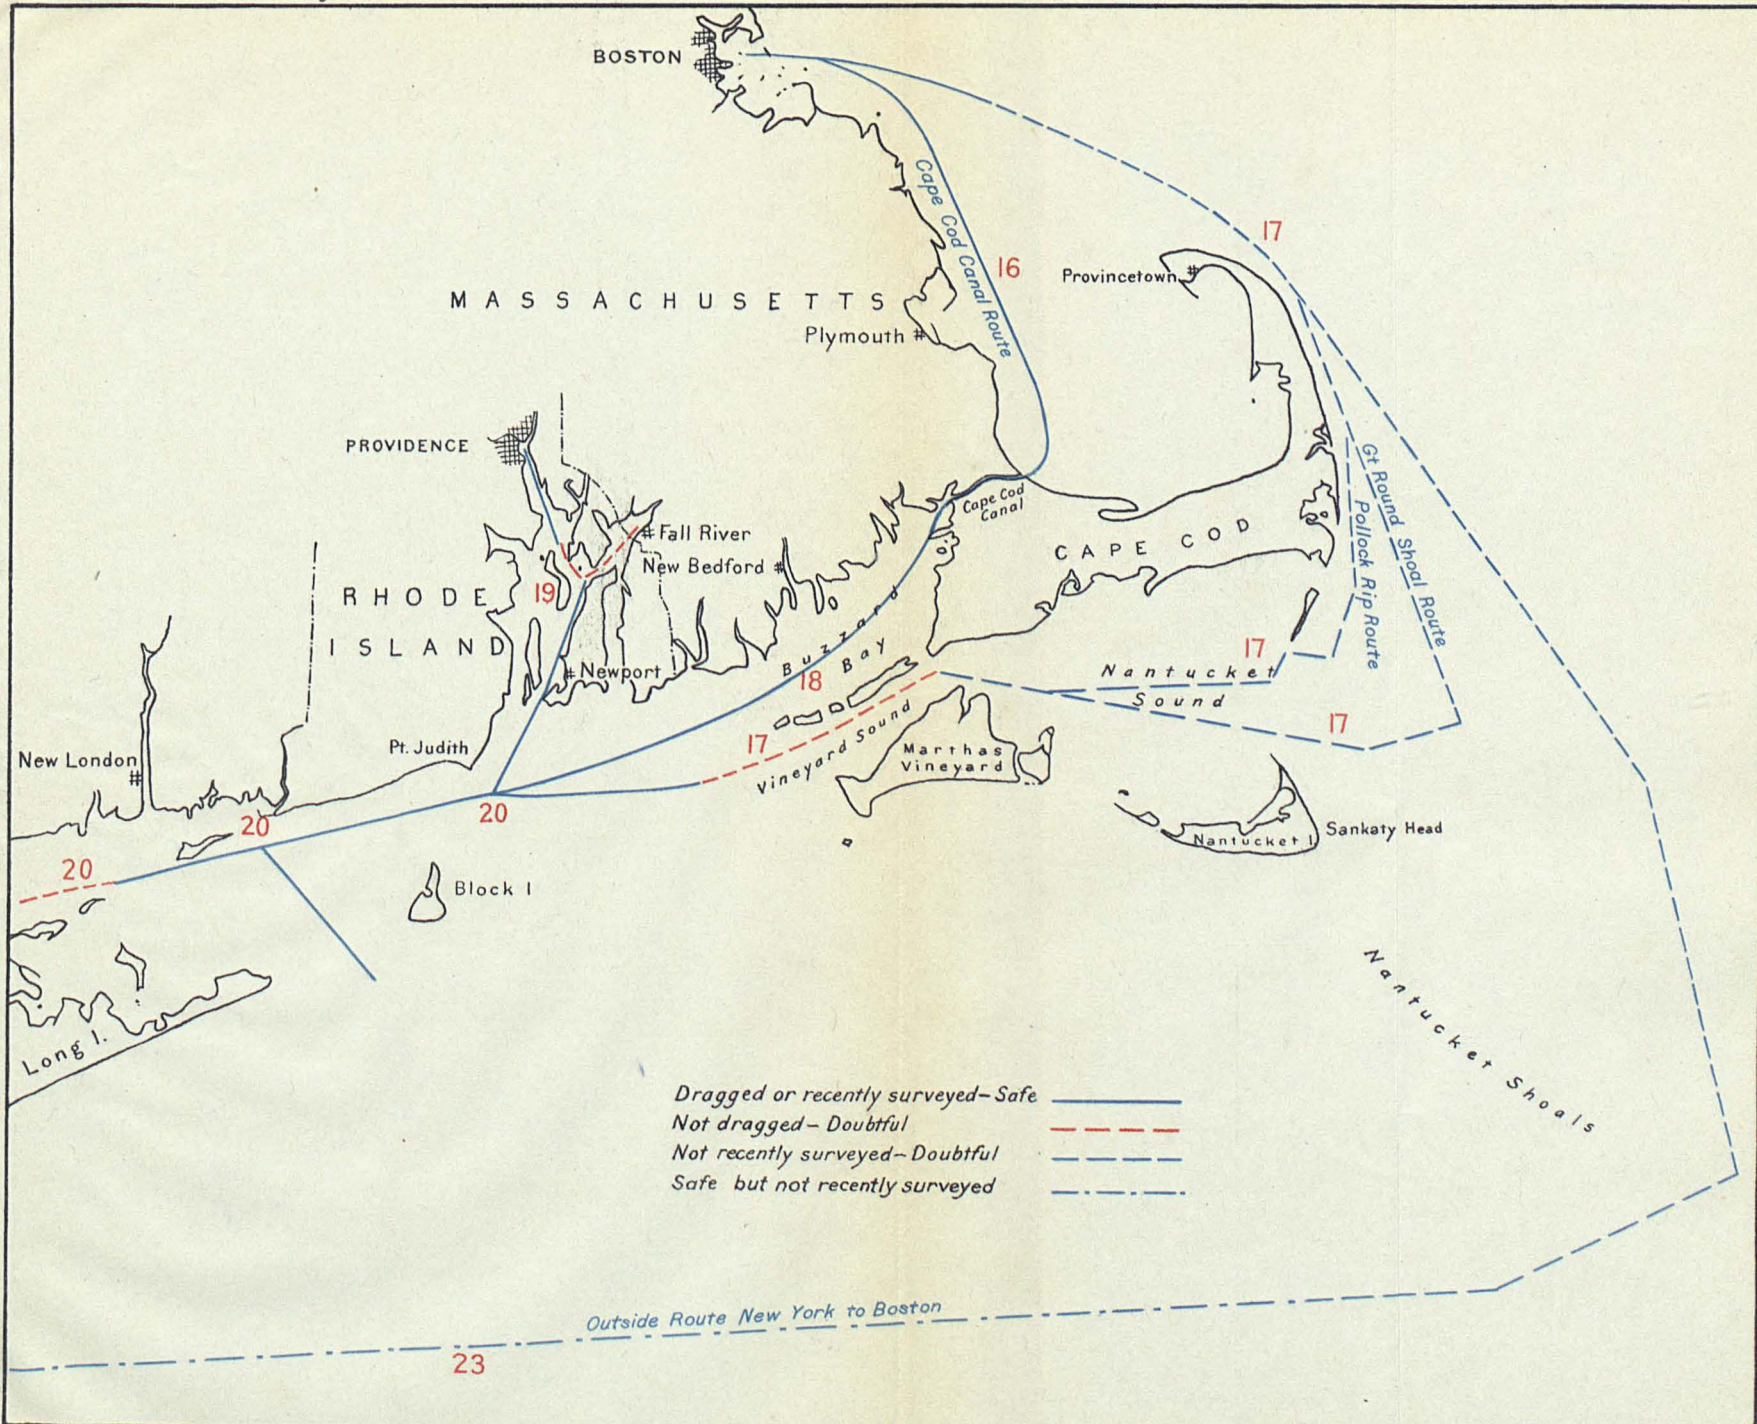 BOSTON
Cape Cod Canal Route
16
17
Provincetown
MASSACHUSETTS
Plymouth
PROVIDENCE
Cape Cod
Canal
CAPE COD
Gt Round Shoal Route
Pollock Rip Route
Fall River
New Bedford
RHODE
ISLAND
19
Newport
Buzzard
Bay
18
17
Nantucket
Sound
17
17
Vineyard Sound
Marthas
Vineyard
Pt. Judith
New London
20
20
20
Block I
Nantucket I
Sankaty Head
Long I.
Nantucket Shoals
Dragged or recently surveyed–Safe
Not dragged – Doubtful
Not recently surveyed–Doubtful
Safe but not recently surveyed
Outside Route New York to Boston
23